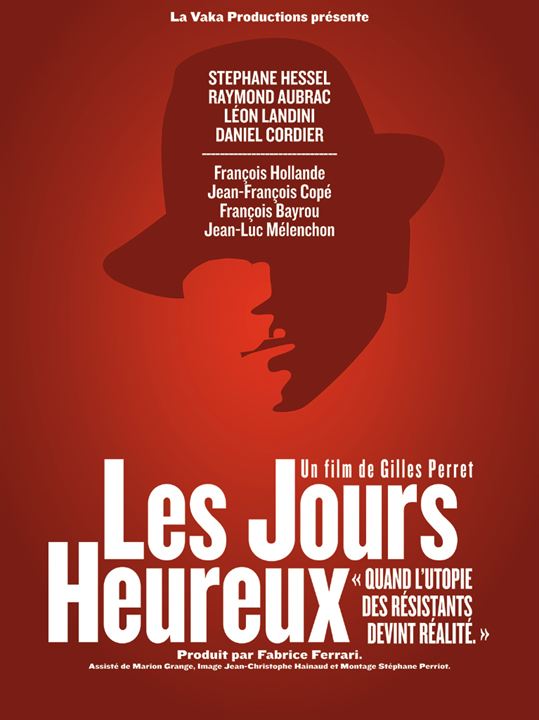 La Vaka Productions présente
STEPHANE HESSEL
RAYMOND AUBRAC
LÉON LANDINI
DANIEL CORDIER
François Hollande
Jean-François Copé
François Bayrou
Jean-Luc Mélenchon
Un film de Gilles Perret
Les Jours
Heureux
« QUAND L'UTOPIE
DES RÉSISTANTS
DEVINT RÉALITÉ. »
Produit par Fabrice Ferrari.
Assisté de Marion Grange, Image Jean-Christophe Hainaud et Montage Stéphane Perriot.